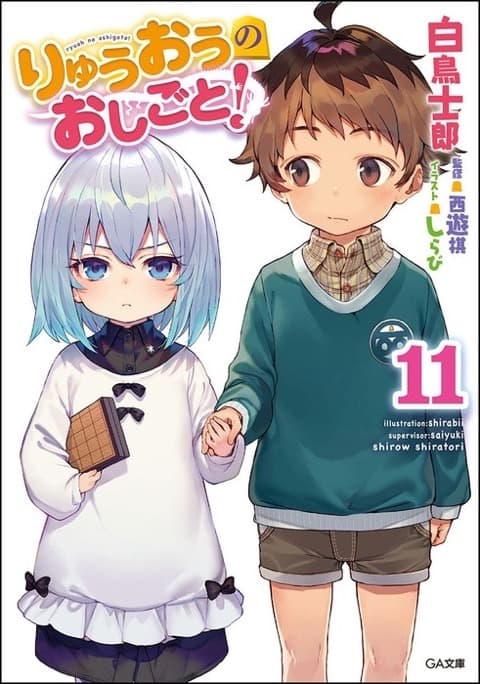 ryuoh no oshigoto!
りゅうおうの
おしごと!
白鳥士郎
監修 西遊棋
イラスト しらび
11
illustration:shirabii
supervisor:saiyuki
shirow shiratori
GA文庫